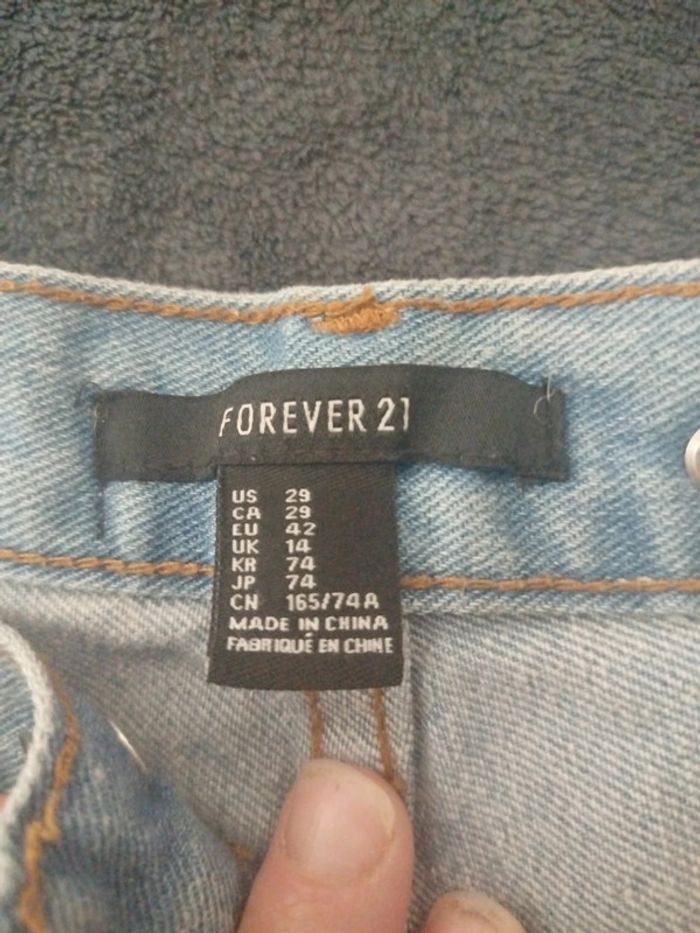 FOREVER 21
US 29
CA 29
EU 42
UK 14
KR 74
JP 74
CN 165/74A
MADE IN CHINA
FABRIQUÉ EN CHINE